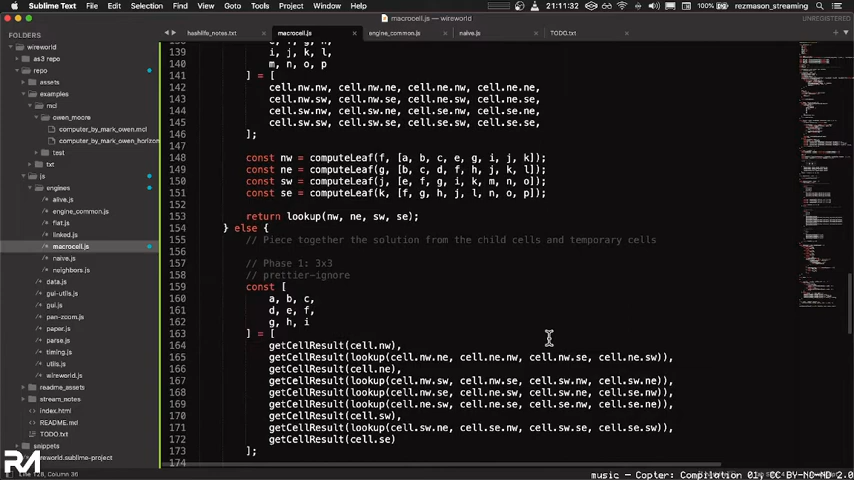 Sublime Text File Edit Selection Find View Goto Tools Project Window Help 21:11:32 100% rezmason_streaming
macrocell.js — wireworld UNREGISTERED
FOLDERS
wireworld
as3 repo
repo
assets
examples
mcl
owen_moore
computer_by_mark_owen.mcl
computer_by_mark_owen_horizon
test
txt
js
engines
alive.js
engine_common.js
flat.js
linked.js
macrocell.js
naive.js
neighbors.js
data.js
gui-utils.js
gui.js
pan-zoom.js
paper.js
parse.js
timing.js
utils.js
wireworld.js
readme_assets
stream_notes
index.html
README.md
TODO.txt
snippets
wireworld.sublime-project
hashlife_notes.txt macrocell.js engine_common.js naive.js TODO.txt
139 i, j, k, l,
140 m, n, o, p
141 ] = [
142 cell.nw.nw, cell.nw.ne, cell.ne.nw, cell.ne.ne,
143 cell.nw.sw, cell.nw.se, cell.ne.sw, cell.ne.se,
144 cell.sw.nw, cell.sw.ne, cell.se.nw, cell.se.ne,
145 cell.sw.sw, cell.sw.se, cell.se.sw, cell.se.se,
146 ];
147
148 const nw = computeLeaf(f, [a, b, c, e, g, i, j, k]);
149 const ne = computeLeaf(g, [b, c, d, f, h, j, k, l]);
150 const sw = computeLeaf(j, [e, f, g, i, k, m, n, o]);
151 const se = computeLeaf(k, [f, g, h, j, l, n, o, p]);
152
153 return lookup(nw, ne, sw, se);
154 } else {
155 // Piece together the solution from the child cells and temporary cells
156
157 // Phase 1: 3x3
158 // prettier-ignore
159 const [
160 a, b, c,
161 d, e, f,
162 g, h, i
163 ] = [
164 getCellResult(cell.nw),
165 getCellResult(lookup(cell.nw.ne, cell.ne.nw, cell.nw.se, cell.ne.sw)),
166 getCellResult(cell.ne),
167 getCellResult(lookup(cell.nw.sw, cell.nw.se, cell.sw.nw, cell.sw.ne)),
168 getCellResult(lookup(cell.nw.se, cell.ne.sw, cell.sw.ne, cell.se.nw)),
169 getCellResult(lookup(cell.ne.sw, cell.ne.se, cell.se.nw, cell.se.ne)),
170 getCellResult(cell.sw),
171 getCellResult(lookup(cell.sw.ne, cell.se.nw, cell.sw.se, cell.se.sw)),
172 getCellResult(cell.se)
173 ];
174
Line 128, Column 36
RM
music - Copter: Compilation 01, CC BY-NC-ND 2.0